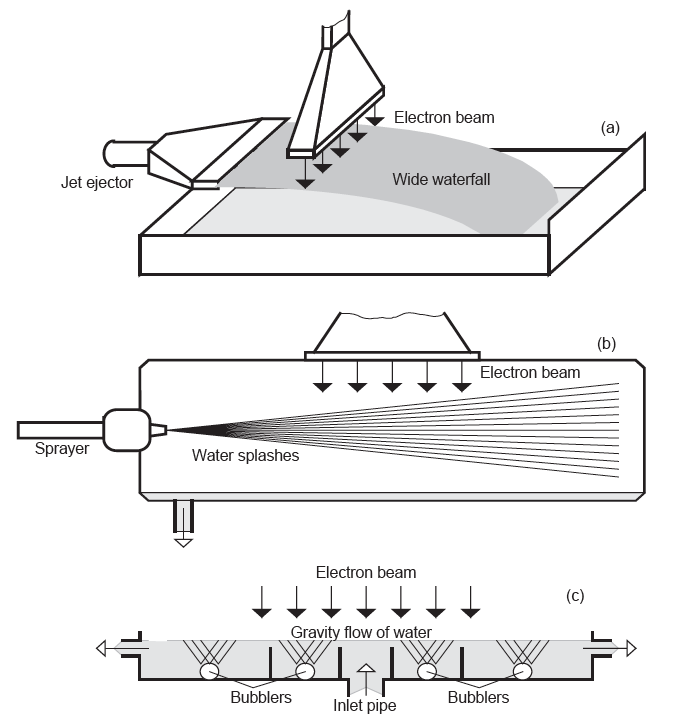 Electron beam
(a)
Jet ejector
Wide waterfall
(b)
Electron beam
Sprayer
Water splashes
Electron beam
(c)
Gravity flow of water
Bubblers
Bubblers
Inlet pipe